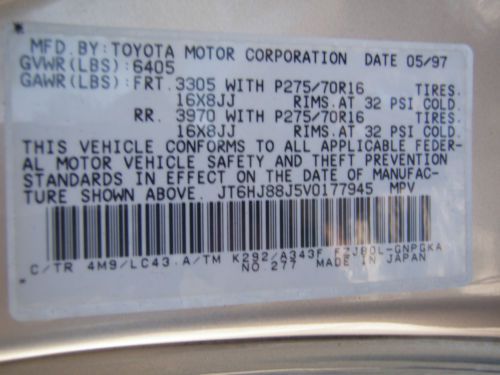 MFD.BY:TOYOTA MOTOR CORPORATION DATE 05/97
GVWR(LBS):6405
GAWR(LBS):FRT. 3305 WITH P275/70R16 TIRES.
16X8JJ RIMS.AT 32 PSI COLD.
RR. 3970 WITH P275/70R16 TIRES.
16X8JJ RIMS.AT 32 PSI COLD.
THIS VEHICLE CONFORMS TO ALL APPLICABLE FEDER-
AL MOTOR VEHICLE SAFETY AND THEFT PREVENTION
STANDARDS IN EFFECT ON THE DATE OF MANUFAC-
TURE SHOWN ABOVE. JT6HJ88J5V0177945 MPV
C/TR 4M9/LC43.A/TM K292/A343F FZJ80L-GNPGKA
NO.277 MADE IN JAPAN